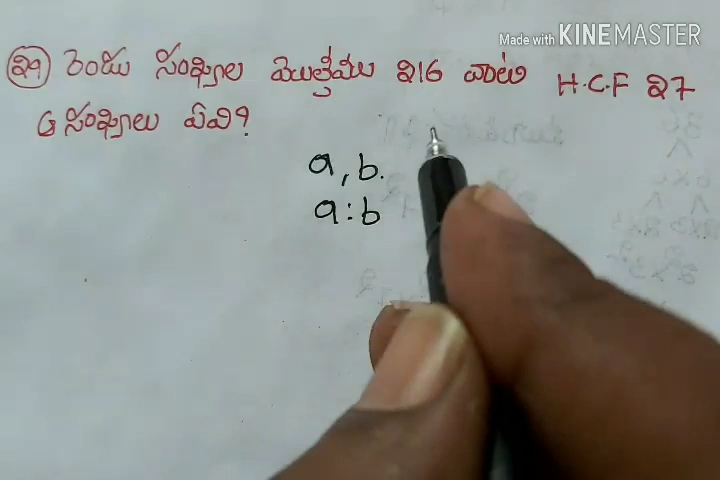 Made with KINEMASTER
29 రెండు సంఖ్యల మొత్తము 216 వాటి H.C.F 27
ఆ సంఖ్యలు ఏవి?
a, b.
a : b